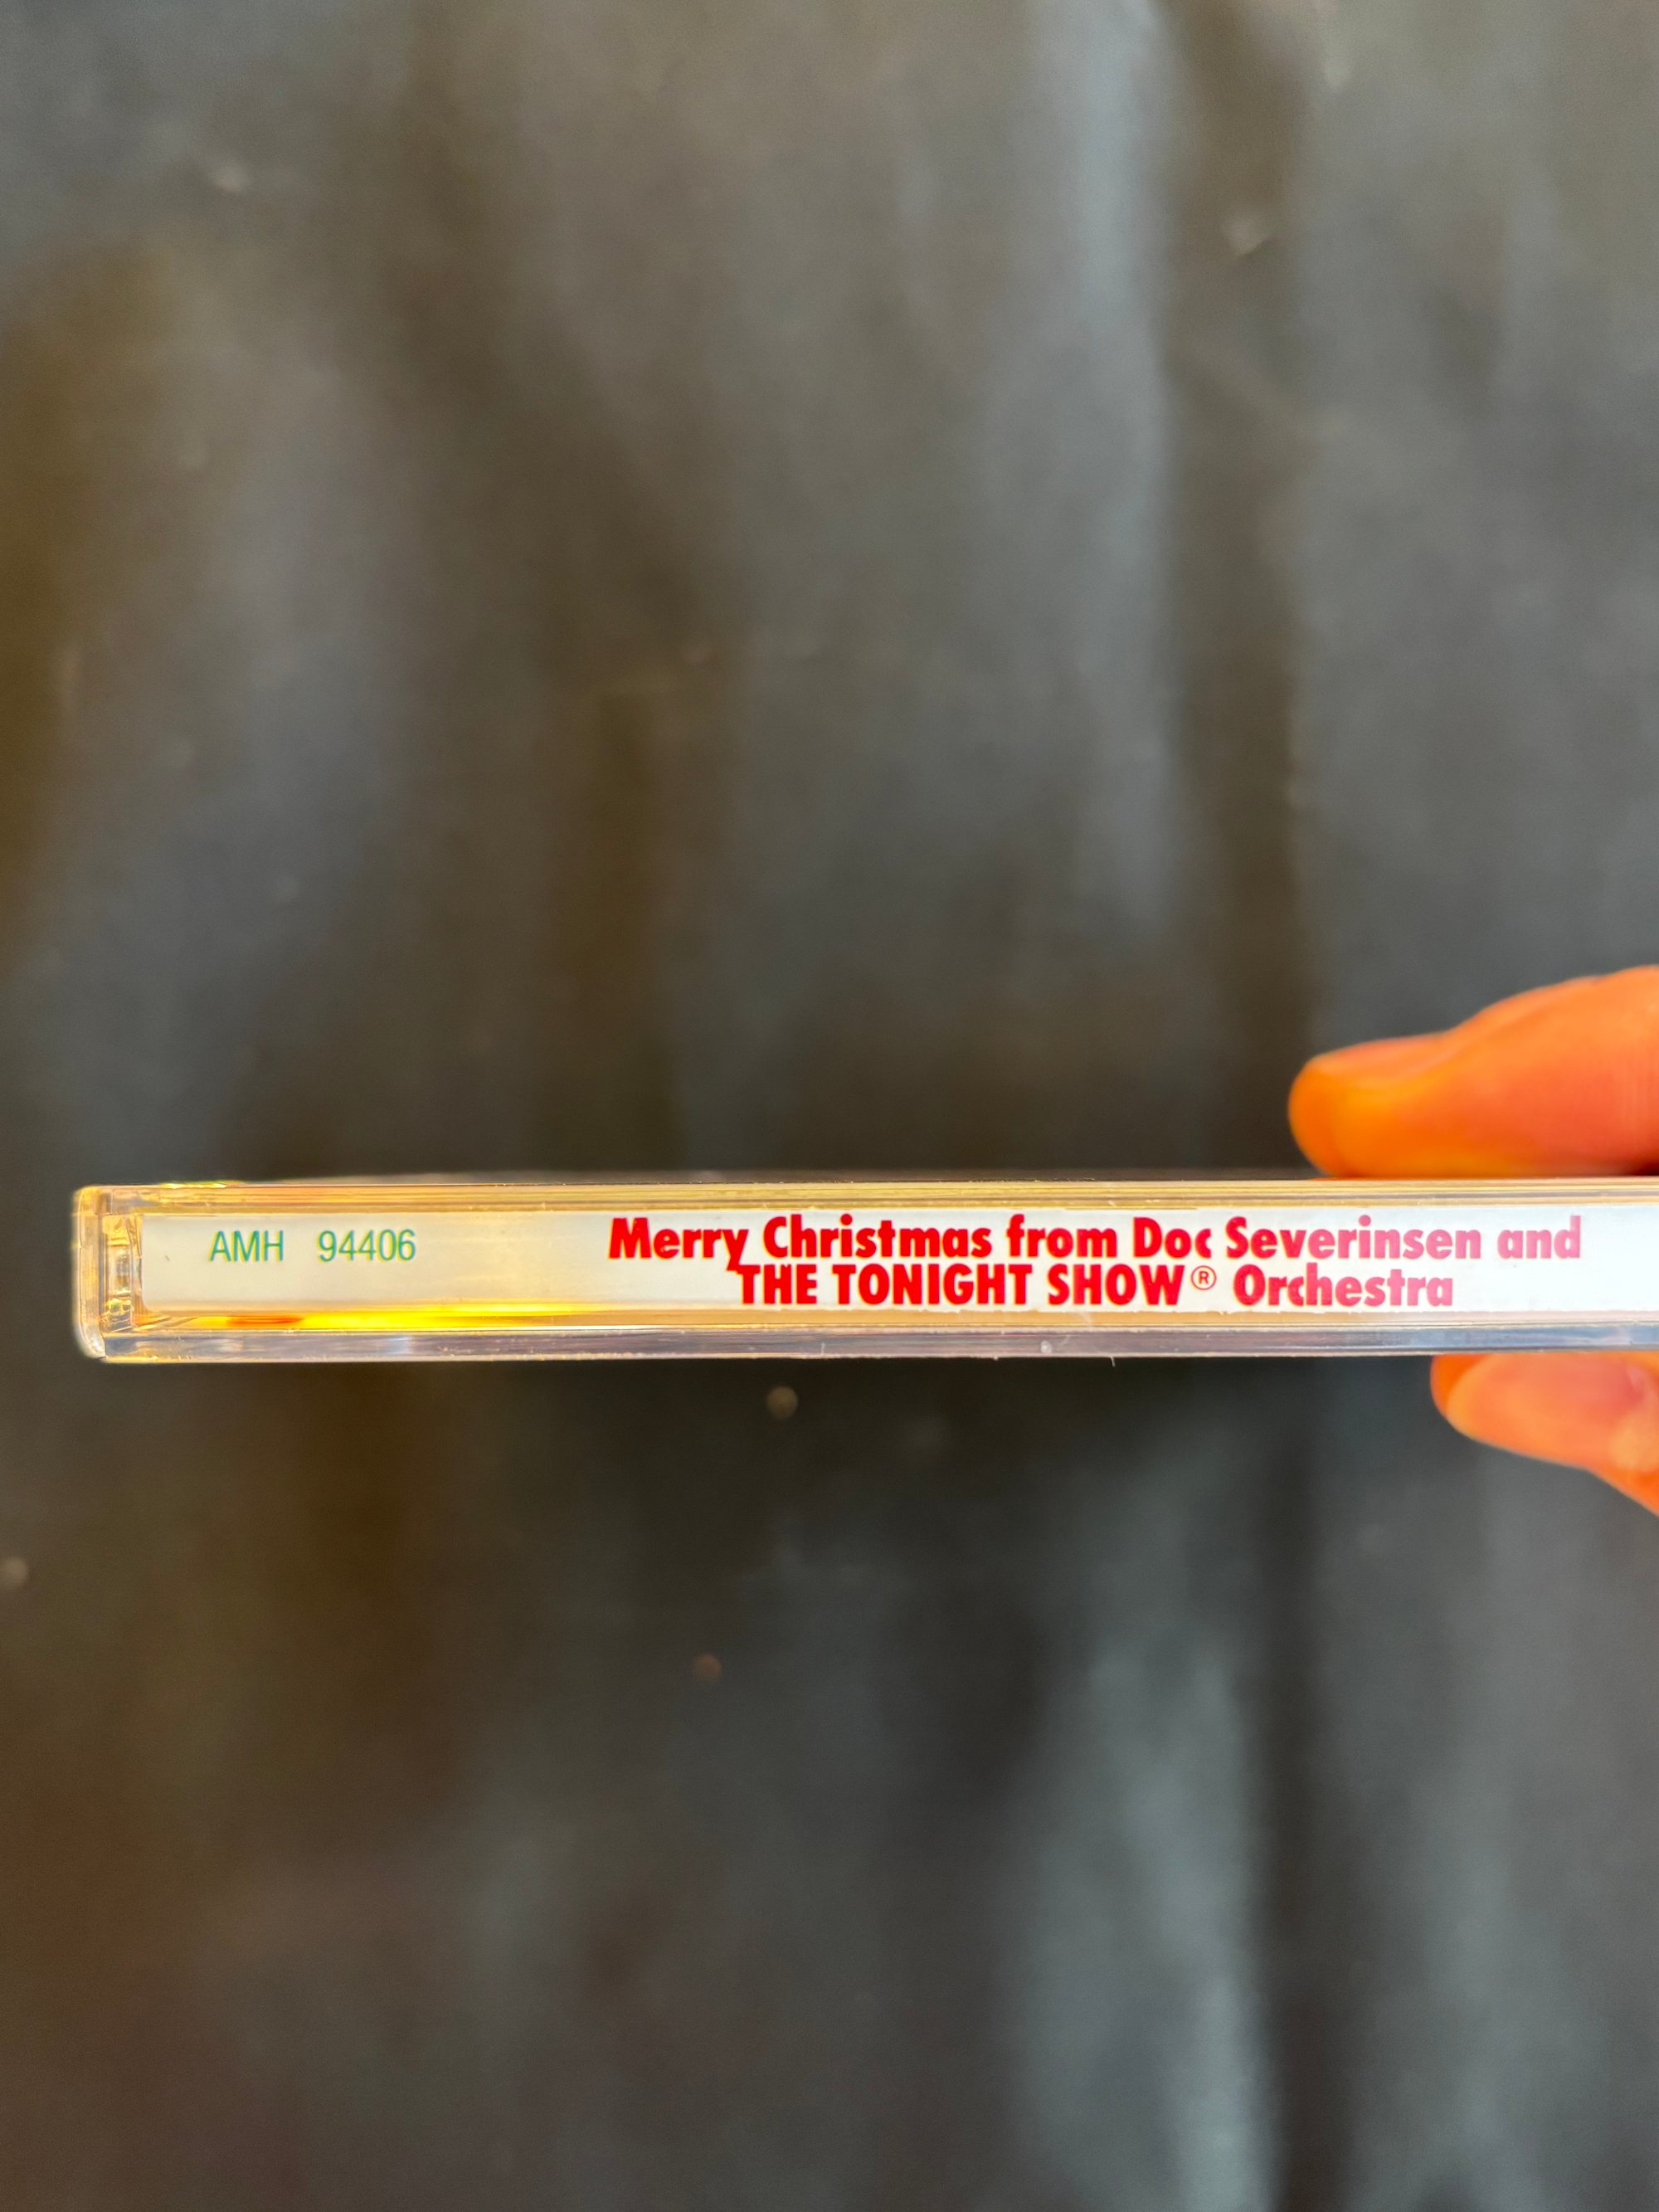 AMH 94406
Merry Christmas from Doc Severinsen and
THE TONIGHT SHOW® Orchestra